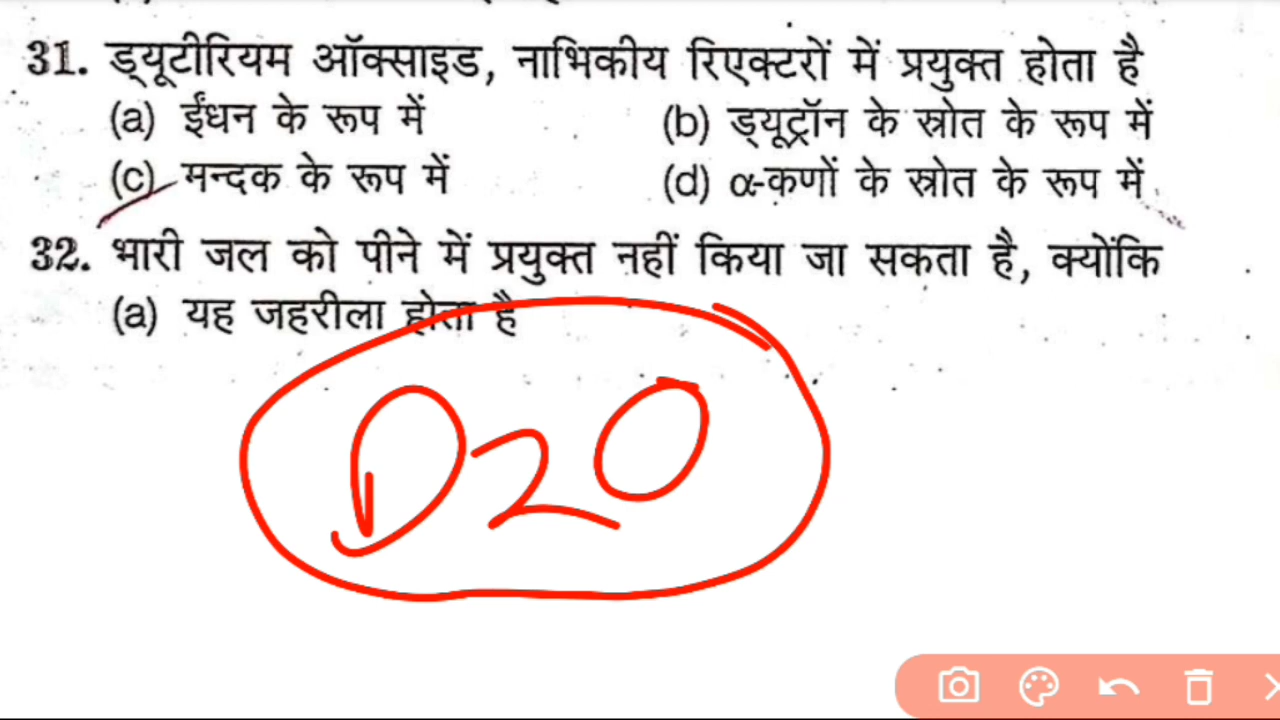 31. ड्यूटीरियम ऑक्साइड, नाभिकीय रिएक्टरों में प्रयुक्त होता है
(a) ईंधन के रूप में (b) ड्यूट्रॉन के स्रोत के रूप में
(c) मन्दक के रूप में (d) α-कणों के स्रोत के रूप में
32. भारी जल को पीने में प्रयुक्त नहीं किया जा सकता है, क्योंकि
(a) यह जहरीला होता है
D2O